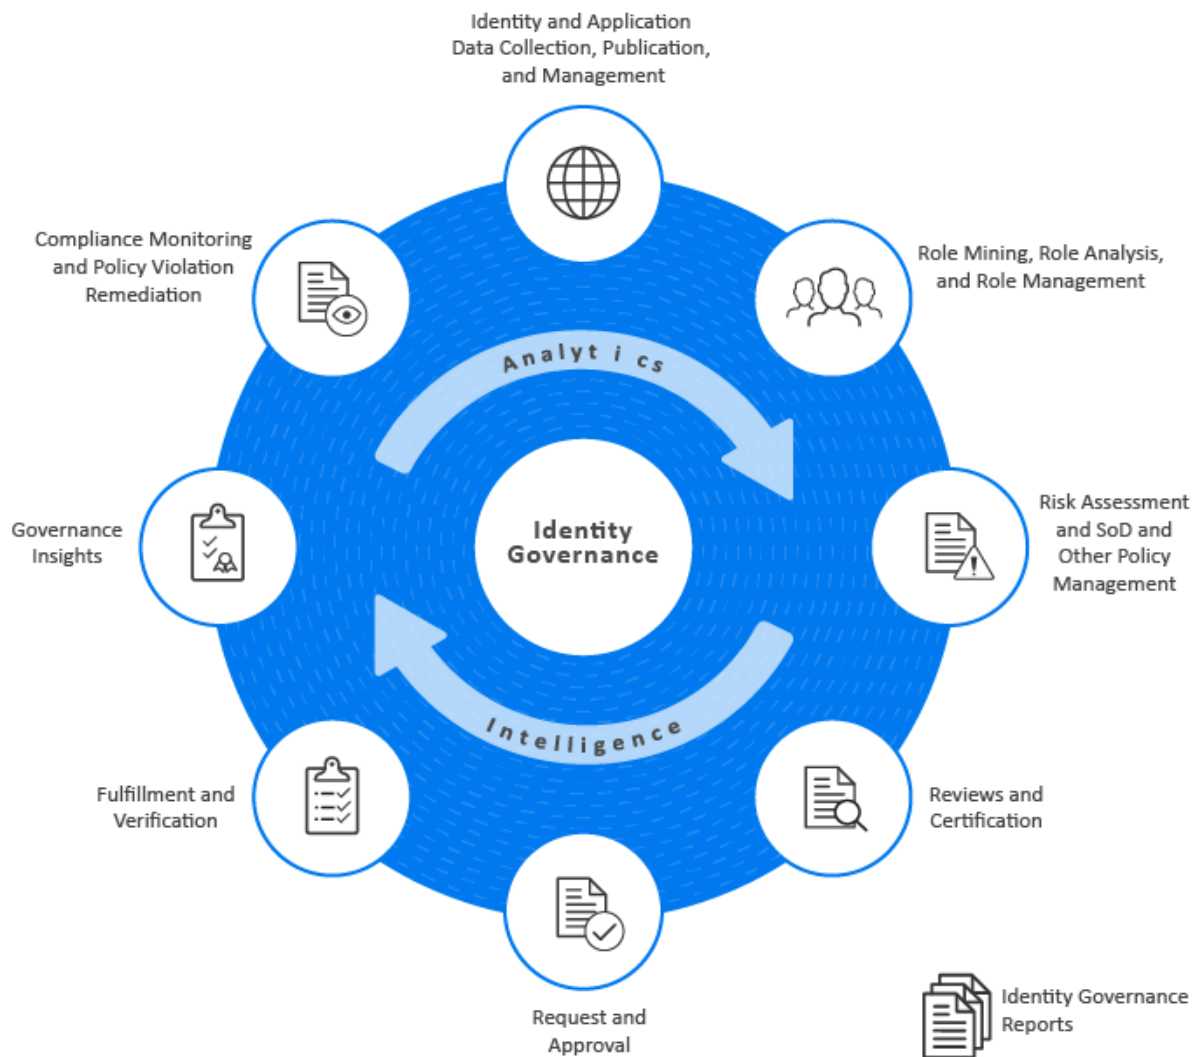 Identity and Application
Data Collection, Publication,
and Management
Compliance Monitoring
and Policy Violation
Remediation
Role Mining, Role Analysis,
and Role Management
Analytics
Governance
Insights
Identity
Governance
Risk Assessment
and SoD and
Other Policy
Management
Intelligence
Fulfillment and
Verification
Reviews and
Certification
Request and
Approval
Identity Governance
Reports